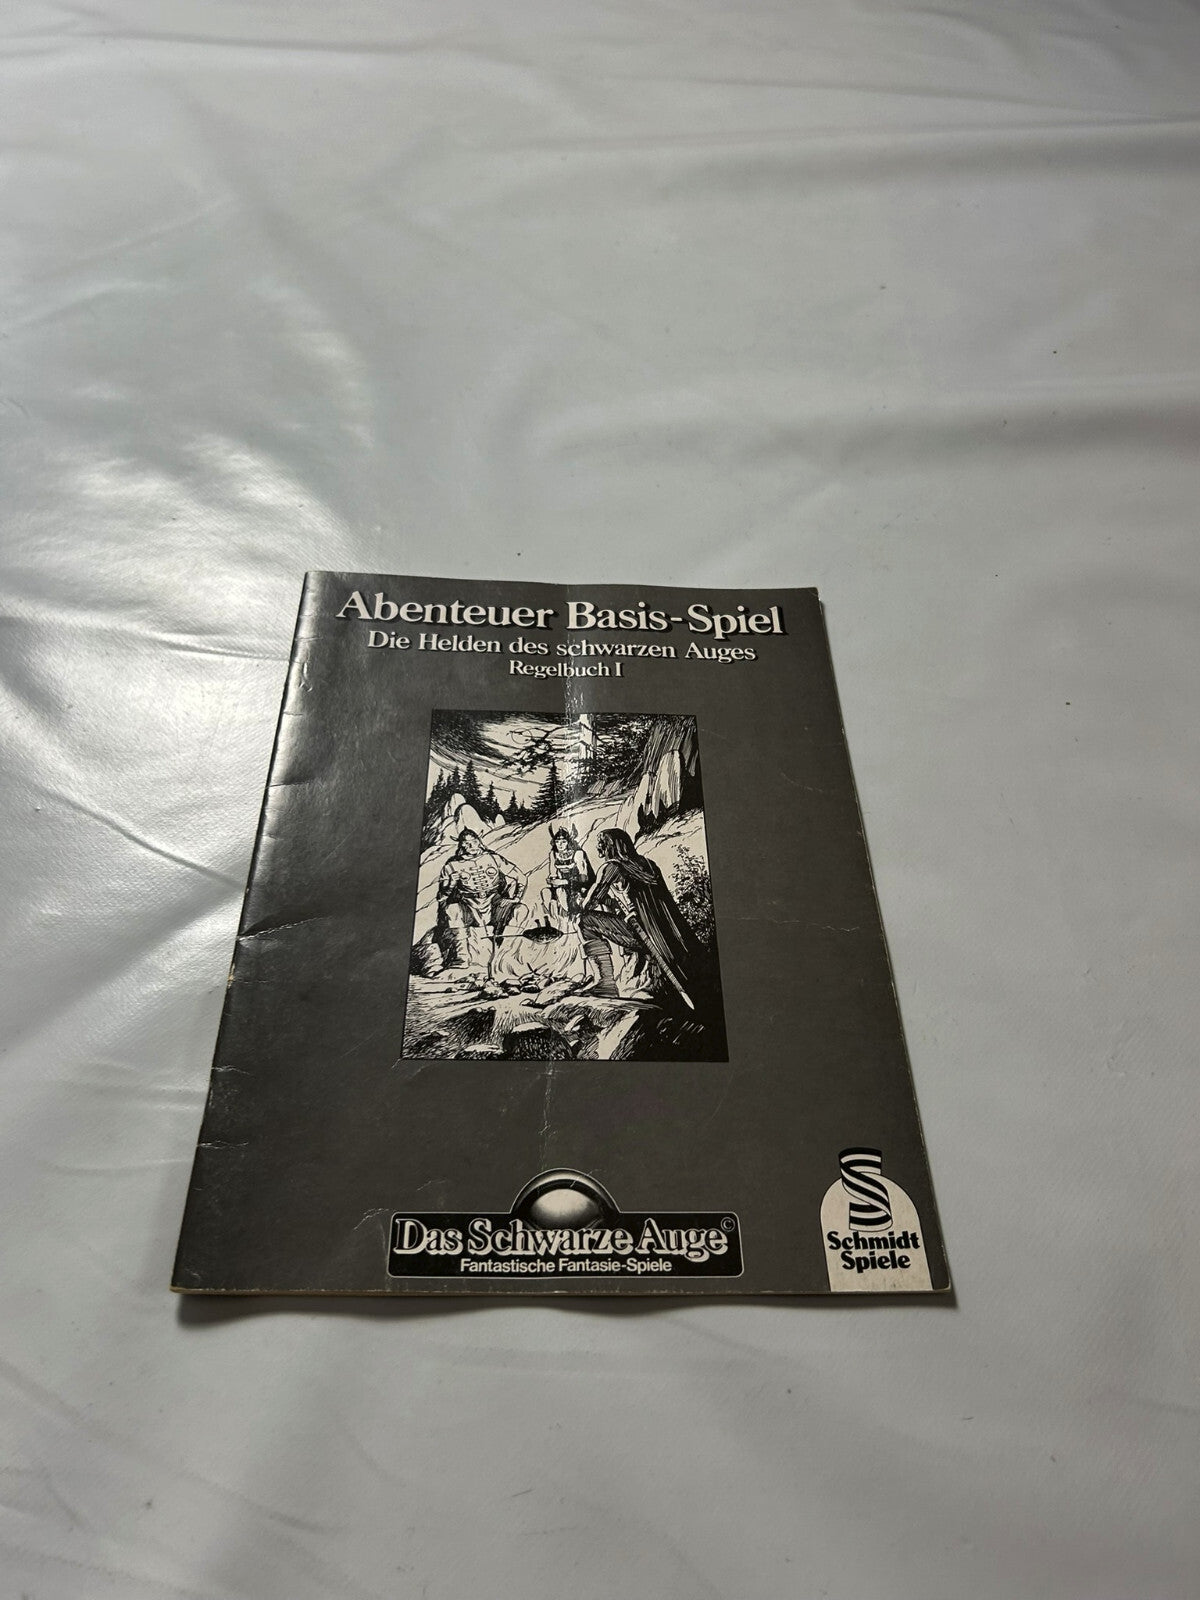 Abenteuer Basis-Spiel
Die Helden des schwarzen Auges
Regelbuch I
Das Schwarze Auge©
Fantastische Fantasie-Spiele
Schmidt
Spiele